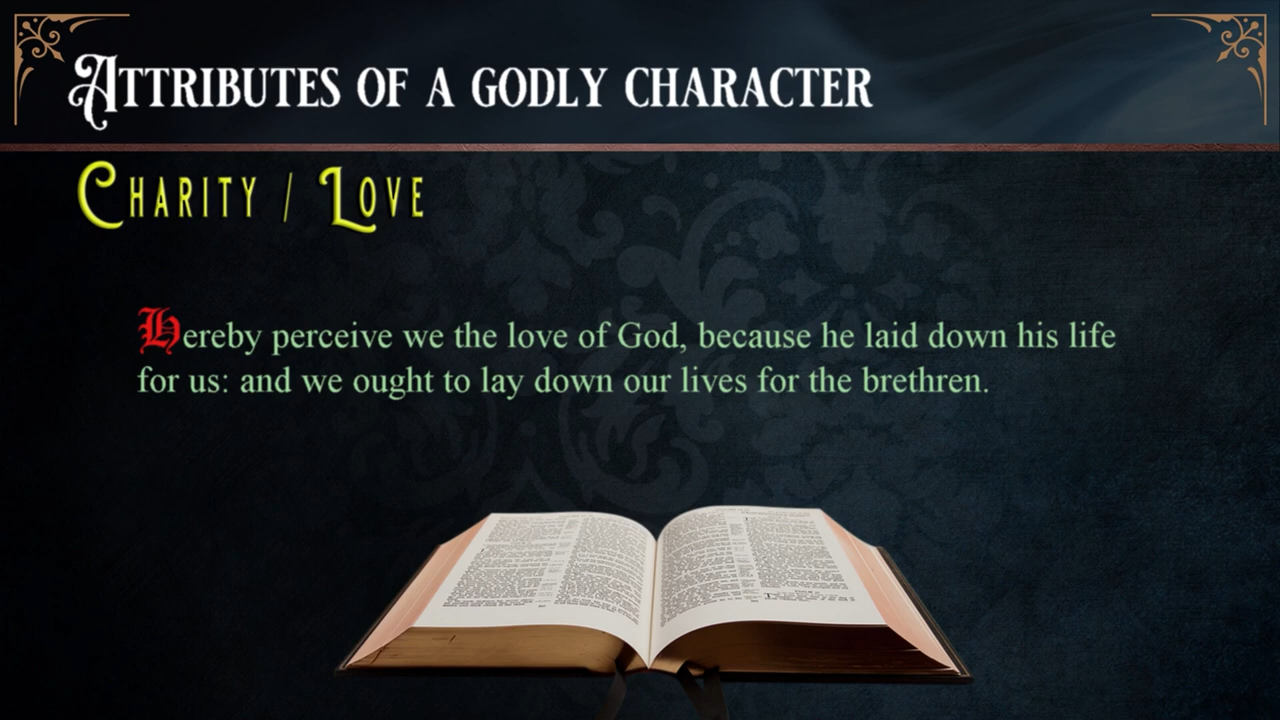 Attributes of a godly character
Charity / Love
Hereby perceive we the love of God, because he laid down his life
for us: and we ought to lay down our lives for the brethren.